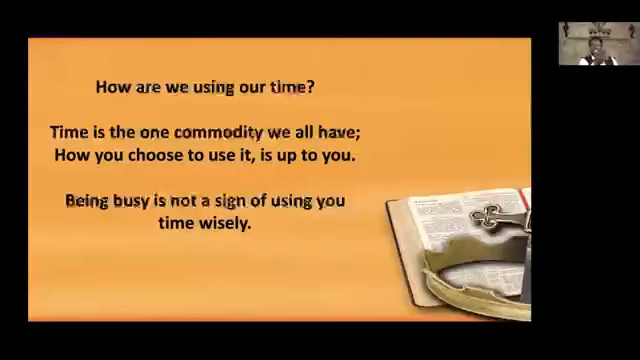 How are we using our time?
Time is the one commodity we all have;
How you choose to use it, is up to you.
Being busy is not a sign of using you
time wisely.